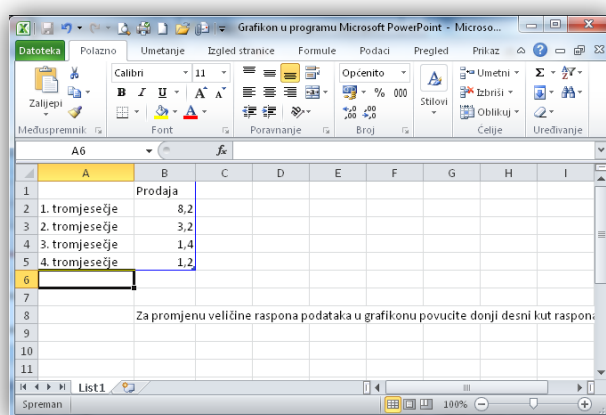 Grafikon u programu Microsoft PowerPoint - Microso...
Datoteka Polazno Umetanje Izgled stranice Formule Podaci Pregled Prikaz
Calibri 11 Općenito Umetni Σ
Zalijepi B I U A % 000 Stilovi Izbriši
Oblikuj
Međuspremnik Font Poravnanje Broj Ćelije Uređivanje
A6 fx
A B C D E F G H I
1 Prodaja
2 1. tromjesečje 8,2
3 2. tromjesečje 3,2
4 3. tromjesečje 1,4
5 4. tromjesečje 1,2
6
7
8 Za promjenu veličine raspona podataka u grafikonu povucite donji desni kut raspona
9
10
11
List1
Spreman 100%